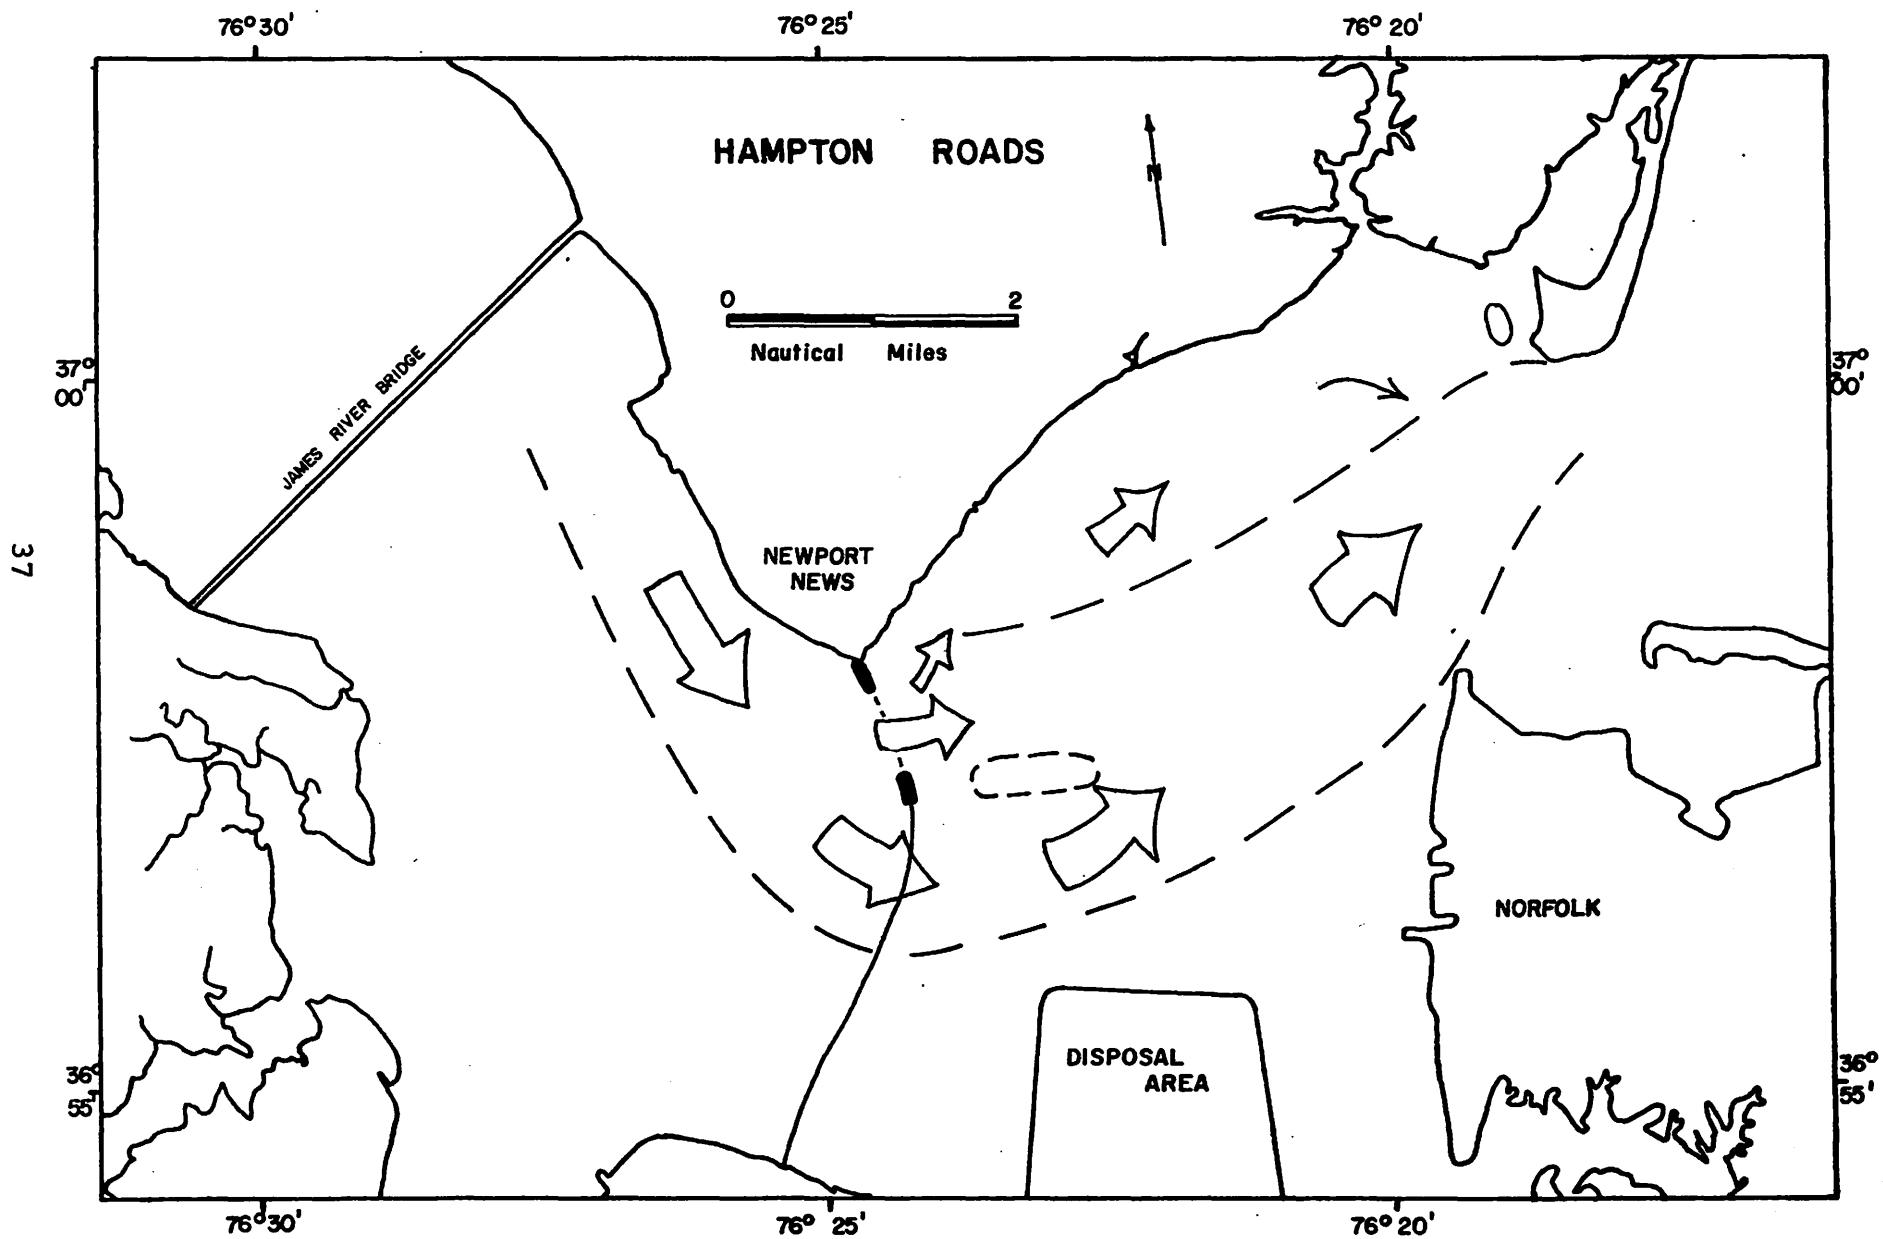 76° 30'
76° 25'
76° 20'
HAMPTON ROADS
N
0 2
Nautical Miles
JAMES RIVER BRIDGE
37°
00'
37°
00'
NEWPORT
NEWS
37
NORFOLK
DISPOSAL
AREA
36°
55'
36°
55'
76° 30'
76° 25'
76° 20'